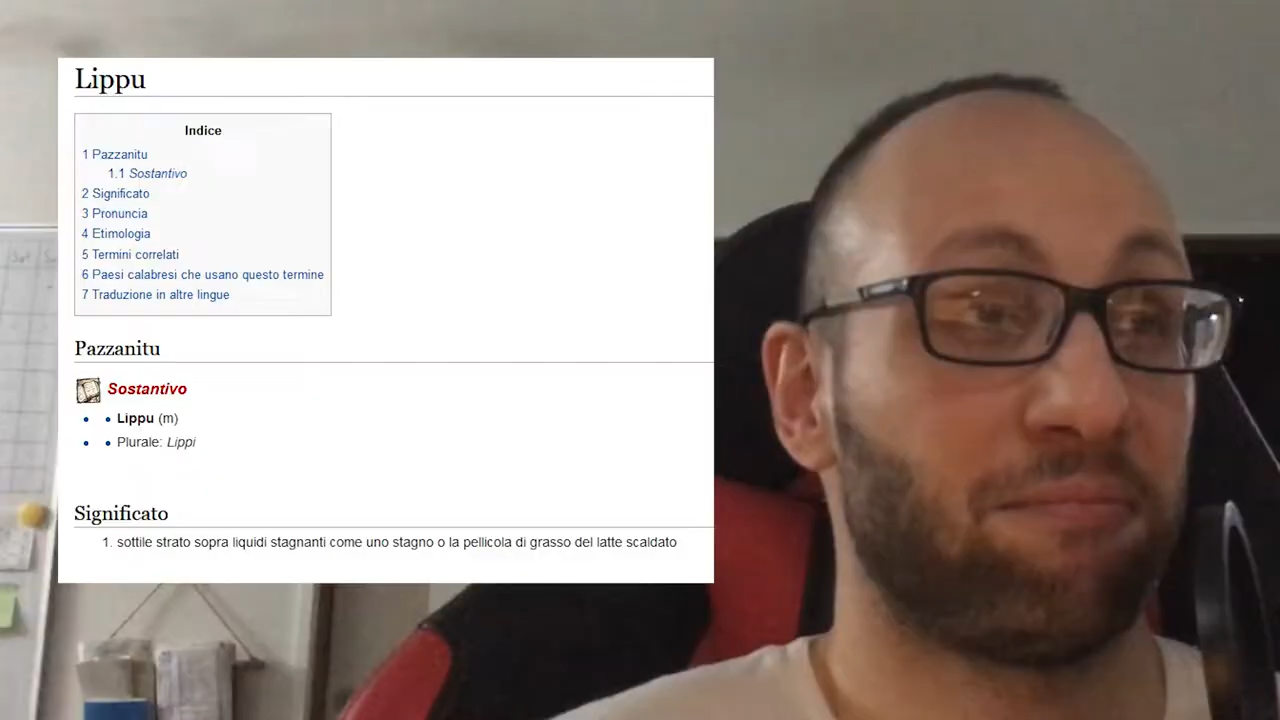 Lippu
Indice
1 Pazzanitu
1.1 Sostantivo
2 Significato
3 Pronuncia
4 Etimologia
5 Termini correlati
6 Paesi calabresi che usano questo termine
7 Traduzione in altre lingue
Pazzanitu
Sostantivo
• • Lippu (m)
• • Plurale: Lippi
Significato
1. sottile strato sopra liquidi stagnanti come uno stagno o la pellicola di grasso del latte scaldato